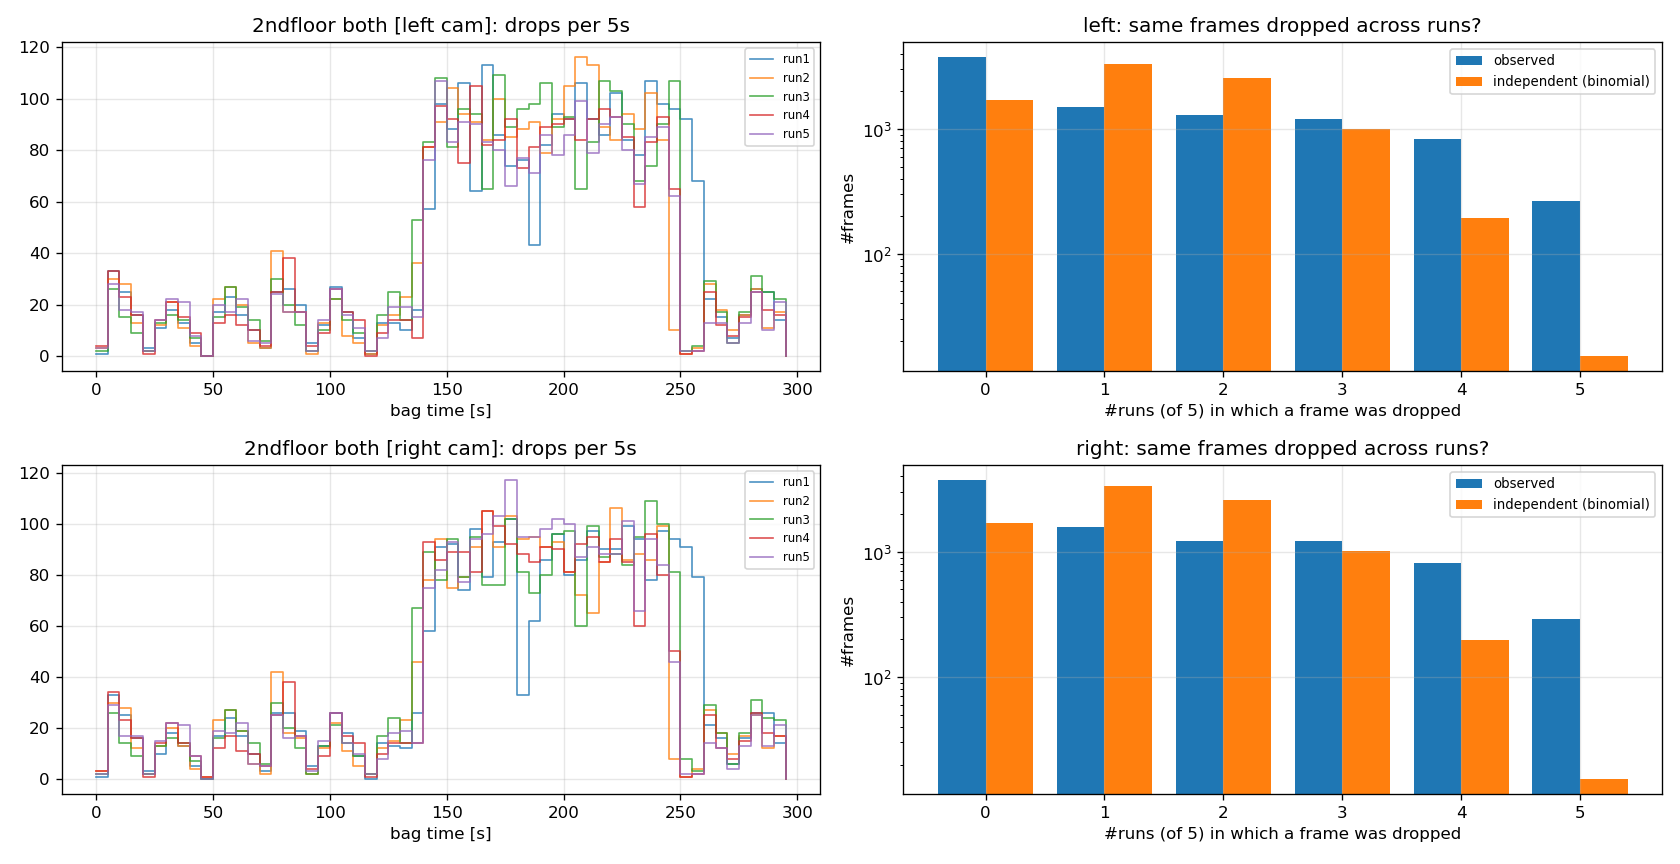 2ndfloor both [left cam]: drops per 5s
120
100
80
60
40
20
0
0 50 100 150 200 250 300
bag time [s]
run1
run2
run3
run4
run5
left: same frames dropped across runs?
#frames
10³
10²
0 1 2 3 4 5
#runs (of 5) in which a frame was dropped
observed
independent (binomial)
2ndfloor both [right cam]: drops per 5s
120
100
80
60
40
20
0
0 50 100 150 200 250 300
bag time [s]
run1
run2
run3
run4
run5
right: same frames dropped across runs?
#frames
10³
10²
0 1 2 3 4 5
#runs (of 5) in which a frame was dropped
observed
independent (binomial)